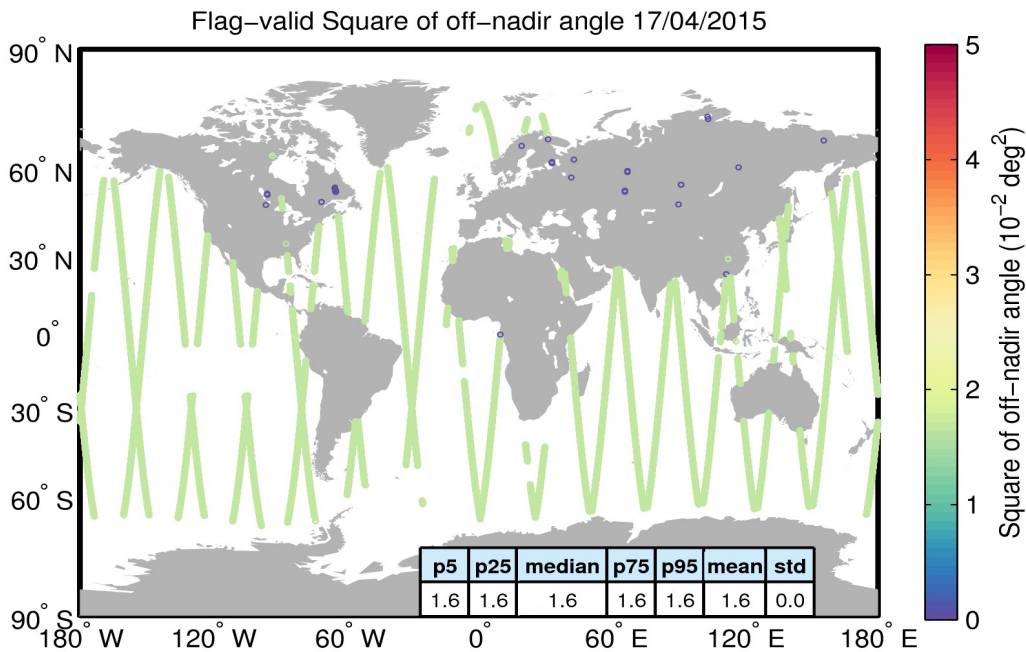 Flag−valid Square of off−nadir angle 17/04/2015
90° N
60° N
30° N
0°
30° S
60° S
90° S
180° W
120° W
60° W
0°
60° E
120° E
180° E
p5 p25 median p75 p95 mean std
1.6 1.6 1.6 1.6 1.6 1.6 0.0
5
4
3
2
1
0
Square of off−nadir angle (10⁻² deg²)